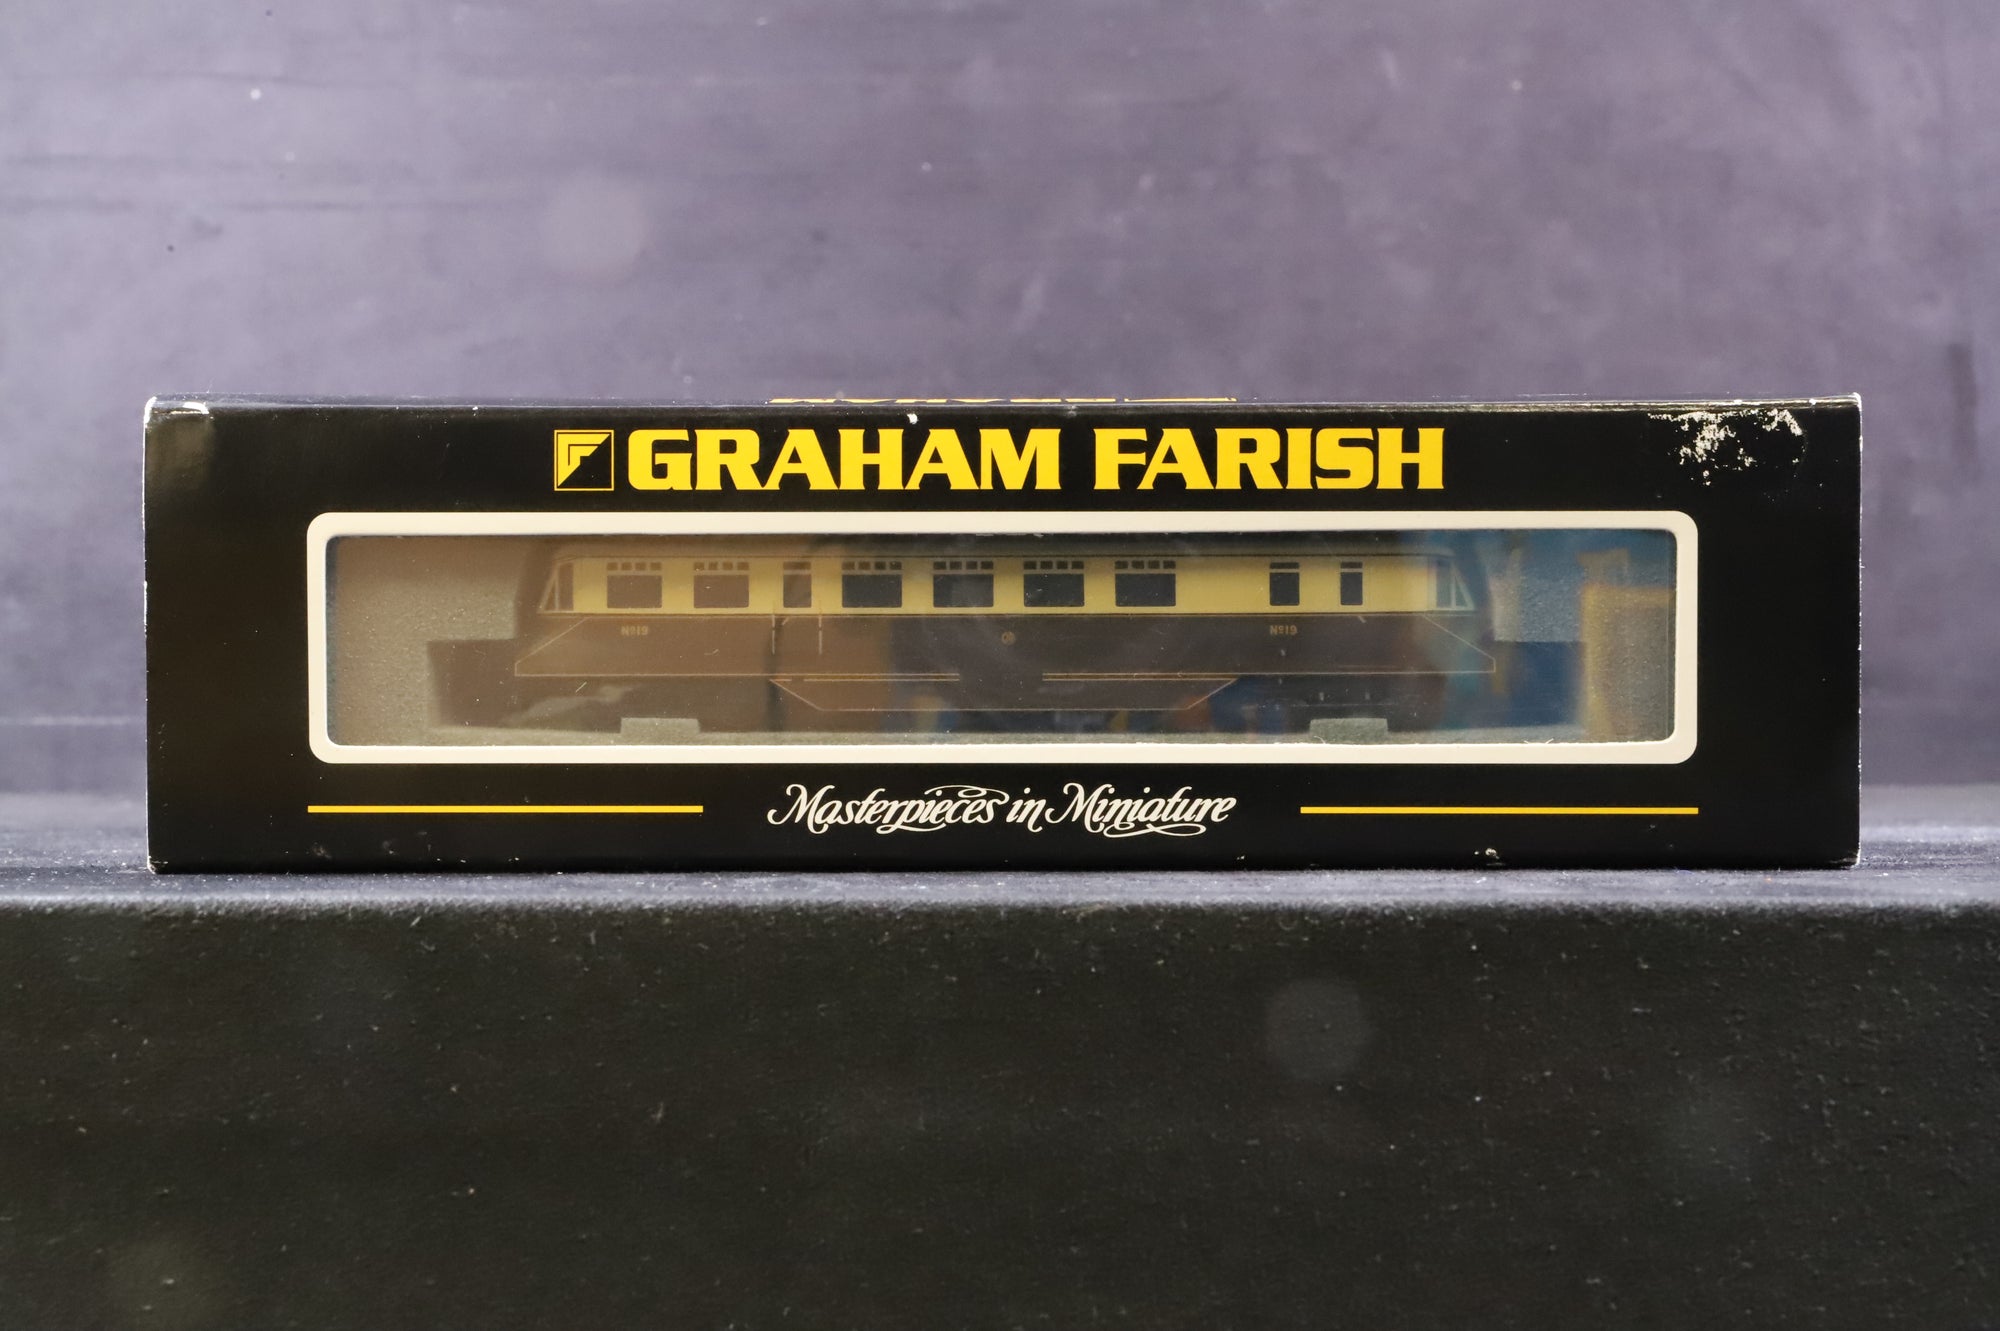 GRAHAM FARISH
Nº19 Nº19
Masterpieces in Miniature